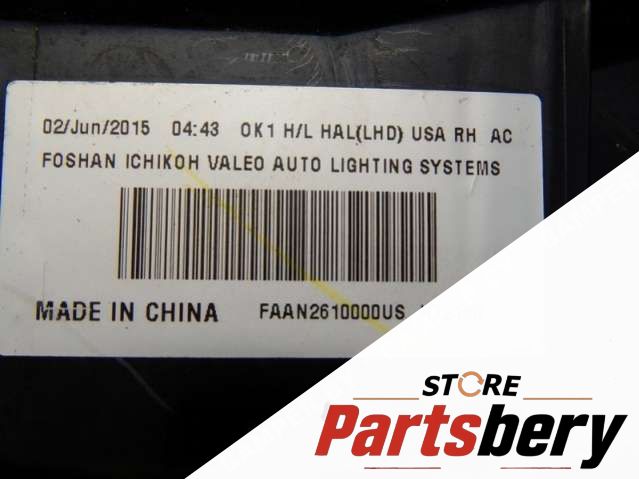 02/Jun/2015 04:43 OK1 H/L HAL(LHD) USA RH AC
FOSHAN ICHIKOH VALEO AUTO LIGHTING SYSTEMS
MADE IN CHINA FAAN2610000US
STORE
Partsbery